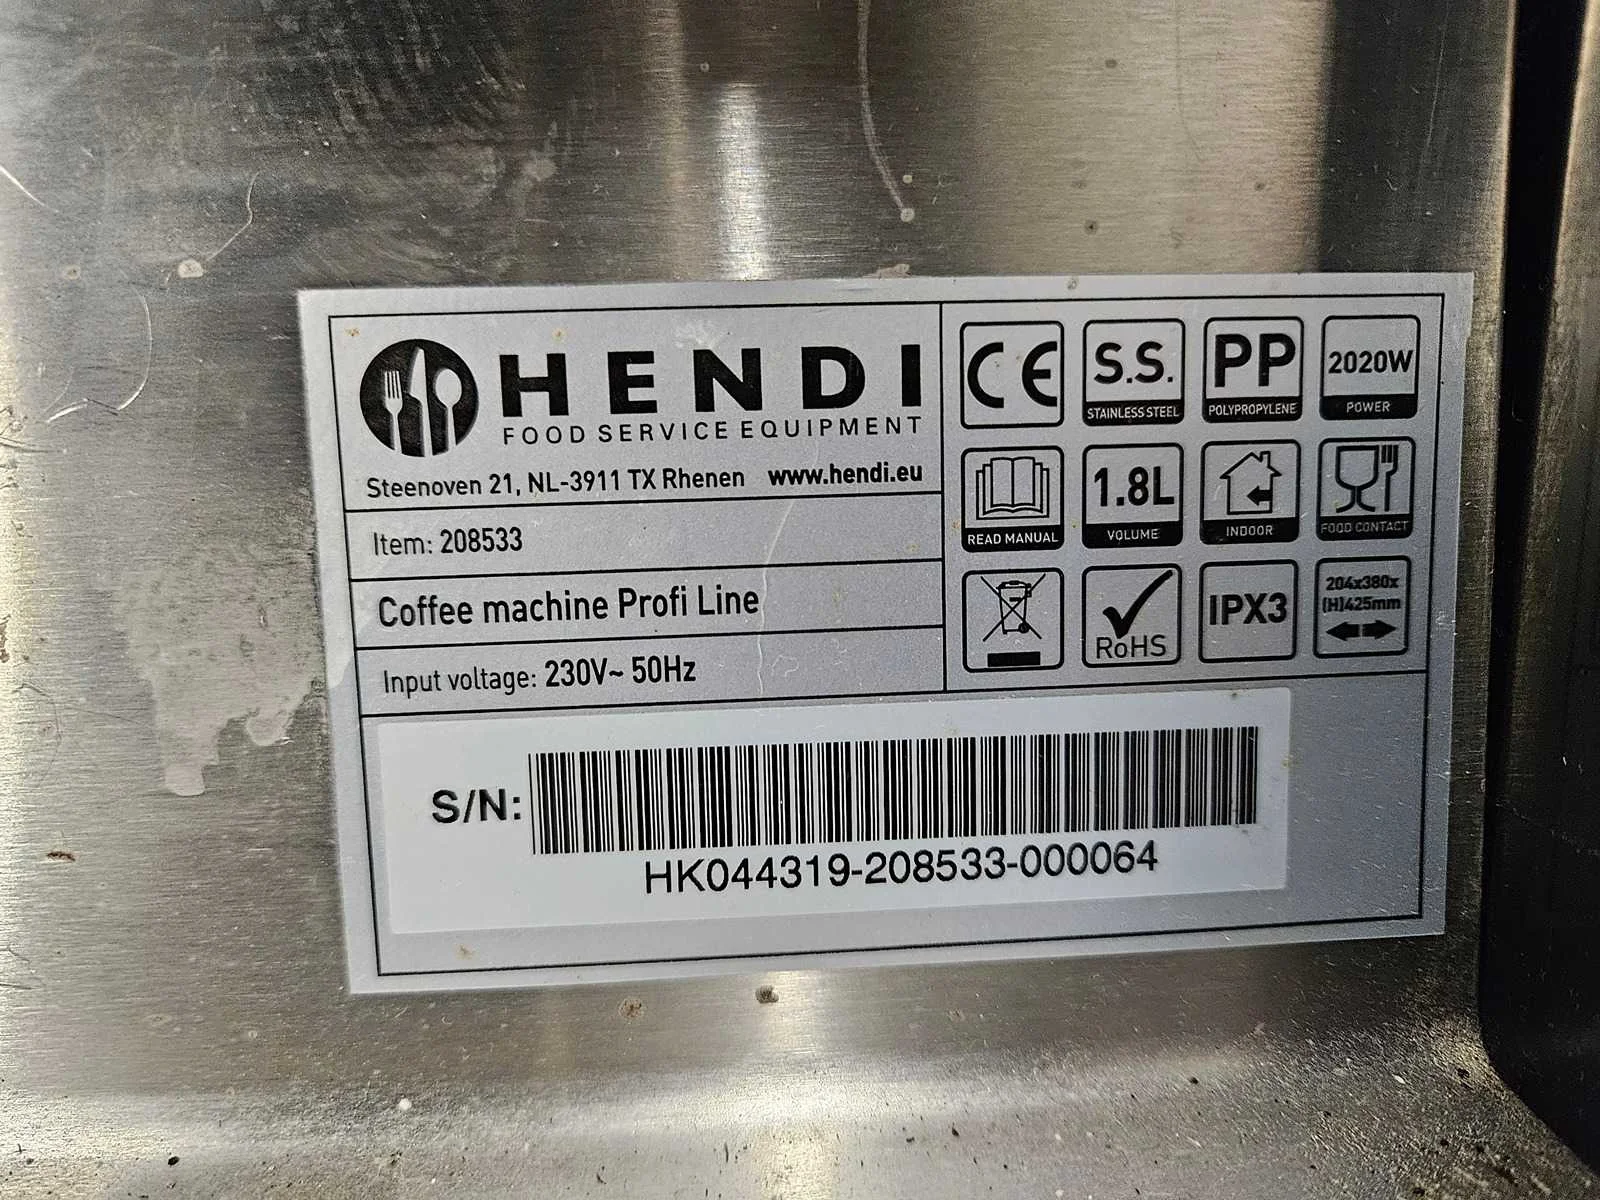 HENDI
FOOD SERVICE EQUIPMENT
Steenoven 21, NL-3911 TX Rhenen www.hendi.eu
Item: 208533
Coffee machine Profi Line
Input voltage: 230V~ 50Hz
CE
S.S.
STAINLESS STEEL
PP
POLYPROPYLENE
2020W
POWER
READ MANUAL
1.8L
VOLUME
INDOOR
FOOD CONTACT
RoHS
IPX3
204x380x
(H)425mm
S/N:
HK044319-208533-000064